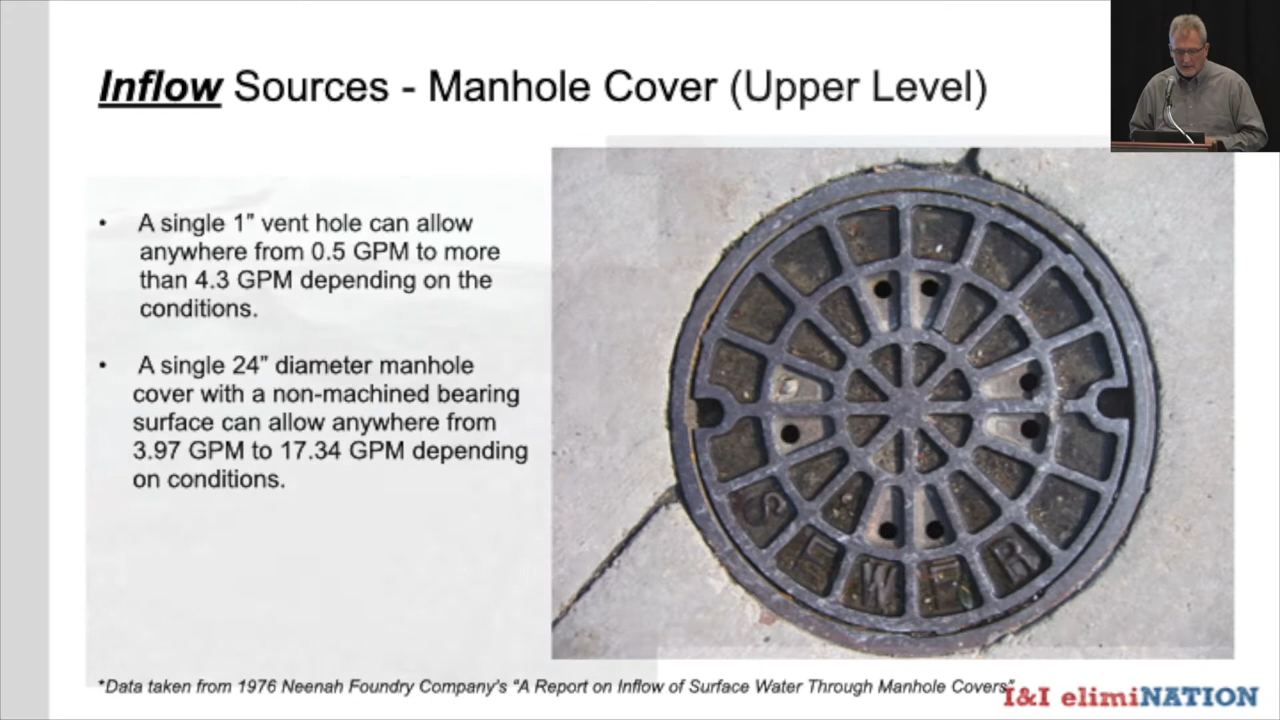 Inflow Sources - Manhole Cover (Upper Level)
• A single 1" vent hole can allow
anywhere from 0.5 GPM to more
than 4.3 GPM depending on the
conditions.
• A single 24" diameter manhole
cover with a non-machined bearing
surface can allow anywhere from
3.97 GPM to 17.34 GPM depending
on conditions.
SEWER
*Data taken from 1976 Neenah Foundry Company's "A Report on Inflow of Surface Water Through Manhole Covers"
I&I elimiNATION